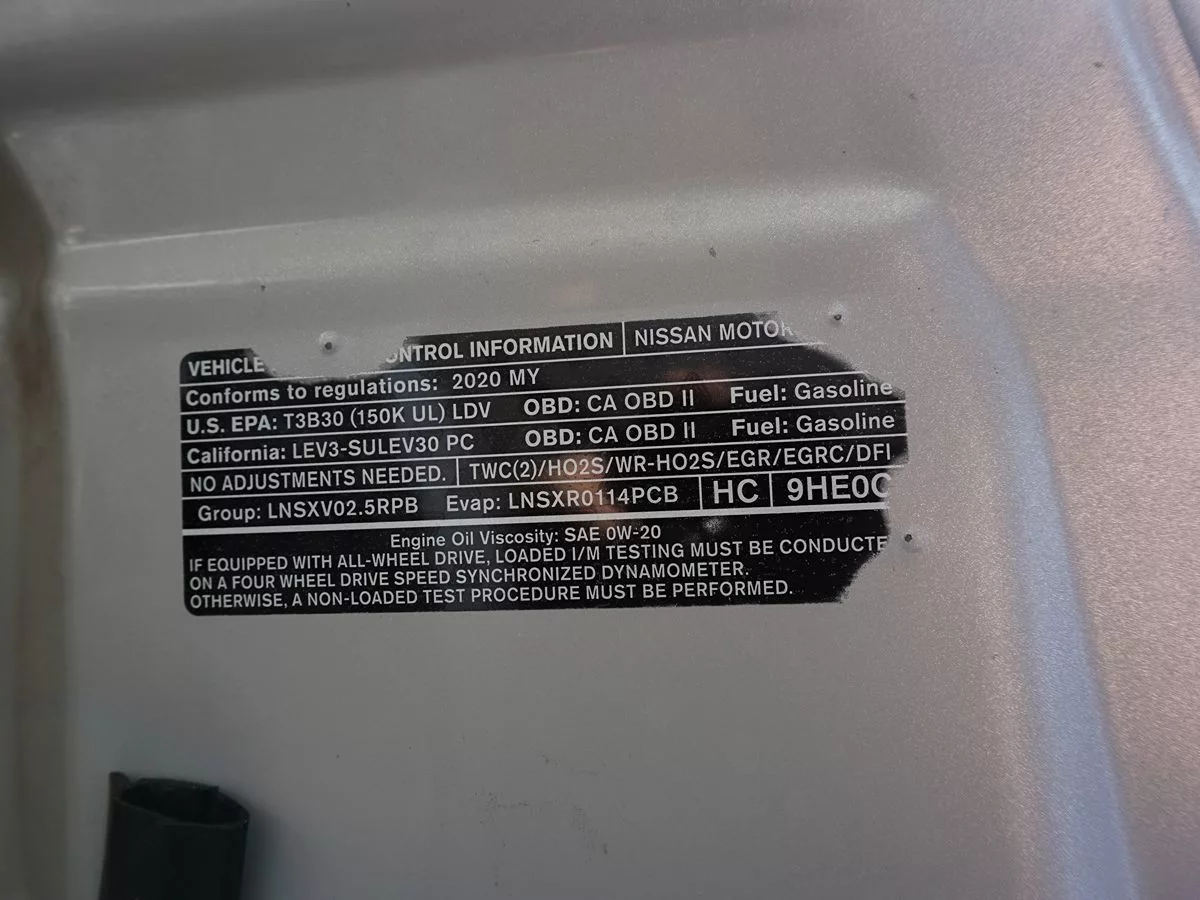 VEHICLE NTROL INFORMATION NISSAN MOTOR
Conforms to regulations: 2020 MY
U.S. EPA: T3B30 (150K UL) LDV OBD: CA OBD II Fuel: Gasoline
California: LEV3-SULEV30 PC OBD: CA OBD II Fuel: Gasoline
NO ADJUSTMENTS NEEDED. TWC(2)/HO2S/WR-HO2S/EGR/EGRC/DFI
Group: LNSXV02.5RPB Evap: LNSXR0114PCB HC 9HE0
Engine Oil Viscosity: SAE 0W-20
IF EQUIPPED WITH ALL-WHEEL DRIVE, LOADED I/M TESTING MUST BE CONDUCTE
ON A FOUR WHEEL DRIVE SPEED SYNCHRONIZED DYNAMOMETER.
OTHERWISE, A NON-LOADED TEST PROCEDURE MUST BE PERFORMED.